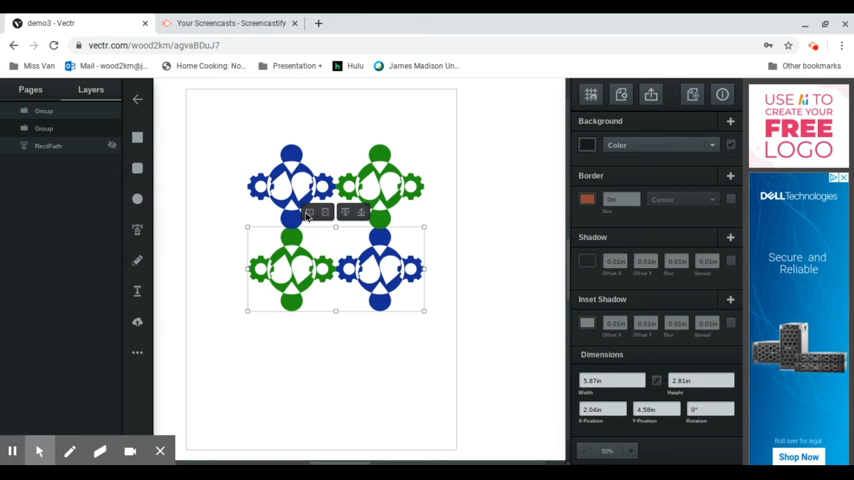 demo3 - Vectr
Your Screencasts - Screencastify
vectr.com/wood2km/agvaBDuJ7
Miss Van
Mail - wood2km@j...
Home Cooking: No...
Presentation +
hulu
Hulu
James Madison Un...
Other bookmarks
Pages
Layers
Group
Group
RectPath
T
Background
Color
Border
0in
Center
Size
Shadow
0.01in
0.01in
0.01in
0.01in
Offset X
Offset Y
Blur
Spread
Inset Shadow
0.01in
0.01in
0.01in
0.01in
Offset X
Offset Y
Blur
Spread
Dimensions
5.87in
2.81in
Width
Height
2.04in
4.58in
0°
X-Position
Y-Position
Rotation
- 50% +
USE Ai TO
CREATE YOUR
FREE
LOGO
DELLTechnologies
Secure and
Reliable
Roll over for legal
Shop Now